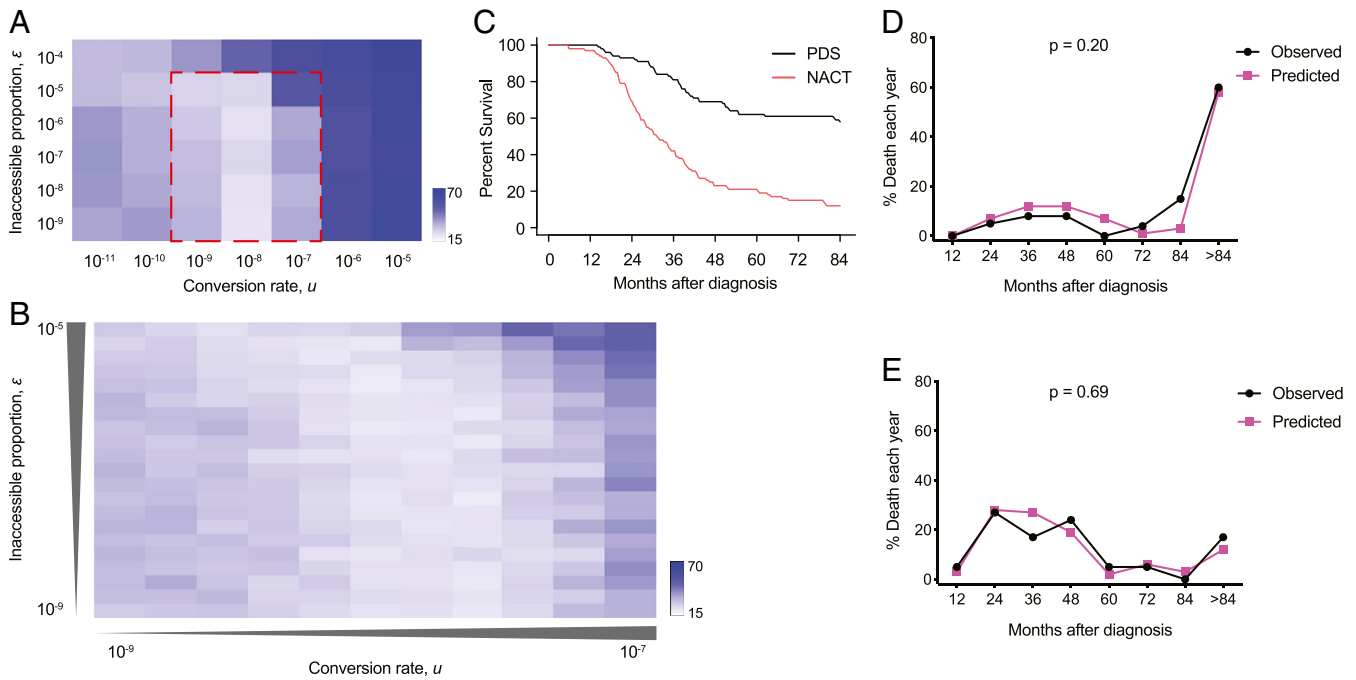 A
Inaccessible proportion, ε
10-4
10-5
10-6
10-7
10-8
10-9
10-11 10-10 10-9 10-8 10-7 10-6 10-5
Conversion rate, u
70
15
B
Inaccessible proportion, ε
10-5
10-9
10-9 10-7
Conversion rate, u
70
15
C
Percent Survival
100
80
60
40
20
0
0 12 24 36 48 60 72 84
Months after diagnosis
PDS
NACT
D
% Death each year
80
60
40
20
0
12 24 36 48 60 72 84 >84
Months after diagnosis
p = 0.20
Observed
Predicted
E
% Death each year
80
60
40
20
0
12 24 36 48 60 72 84 >84
Months after diagnosis
p = 0.69
Observed
Predicted